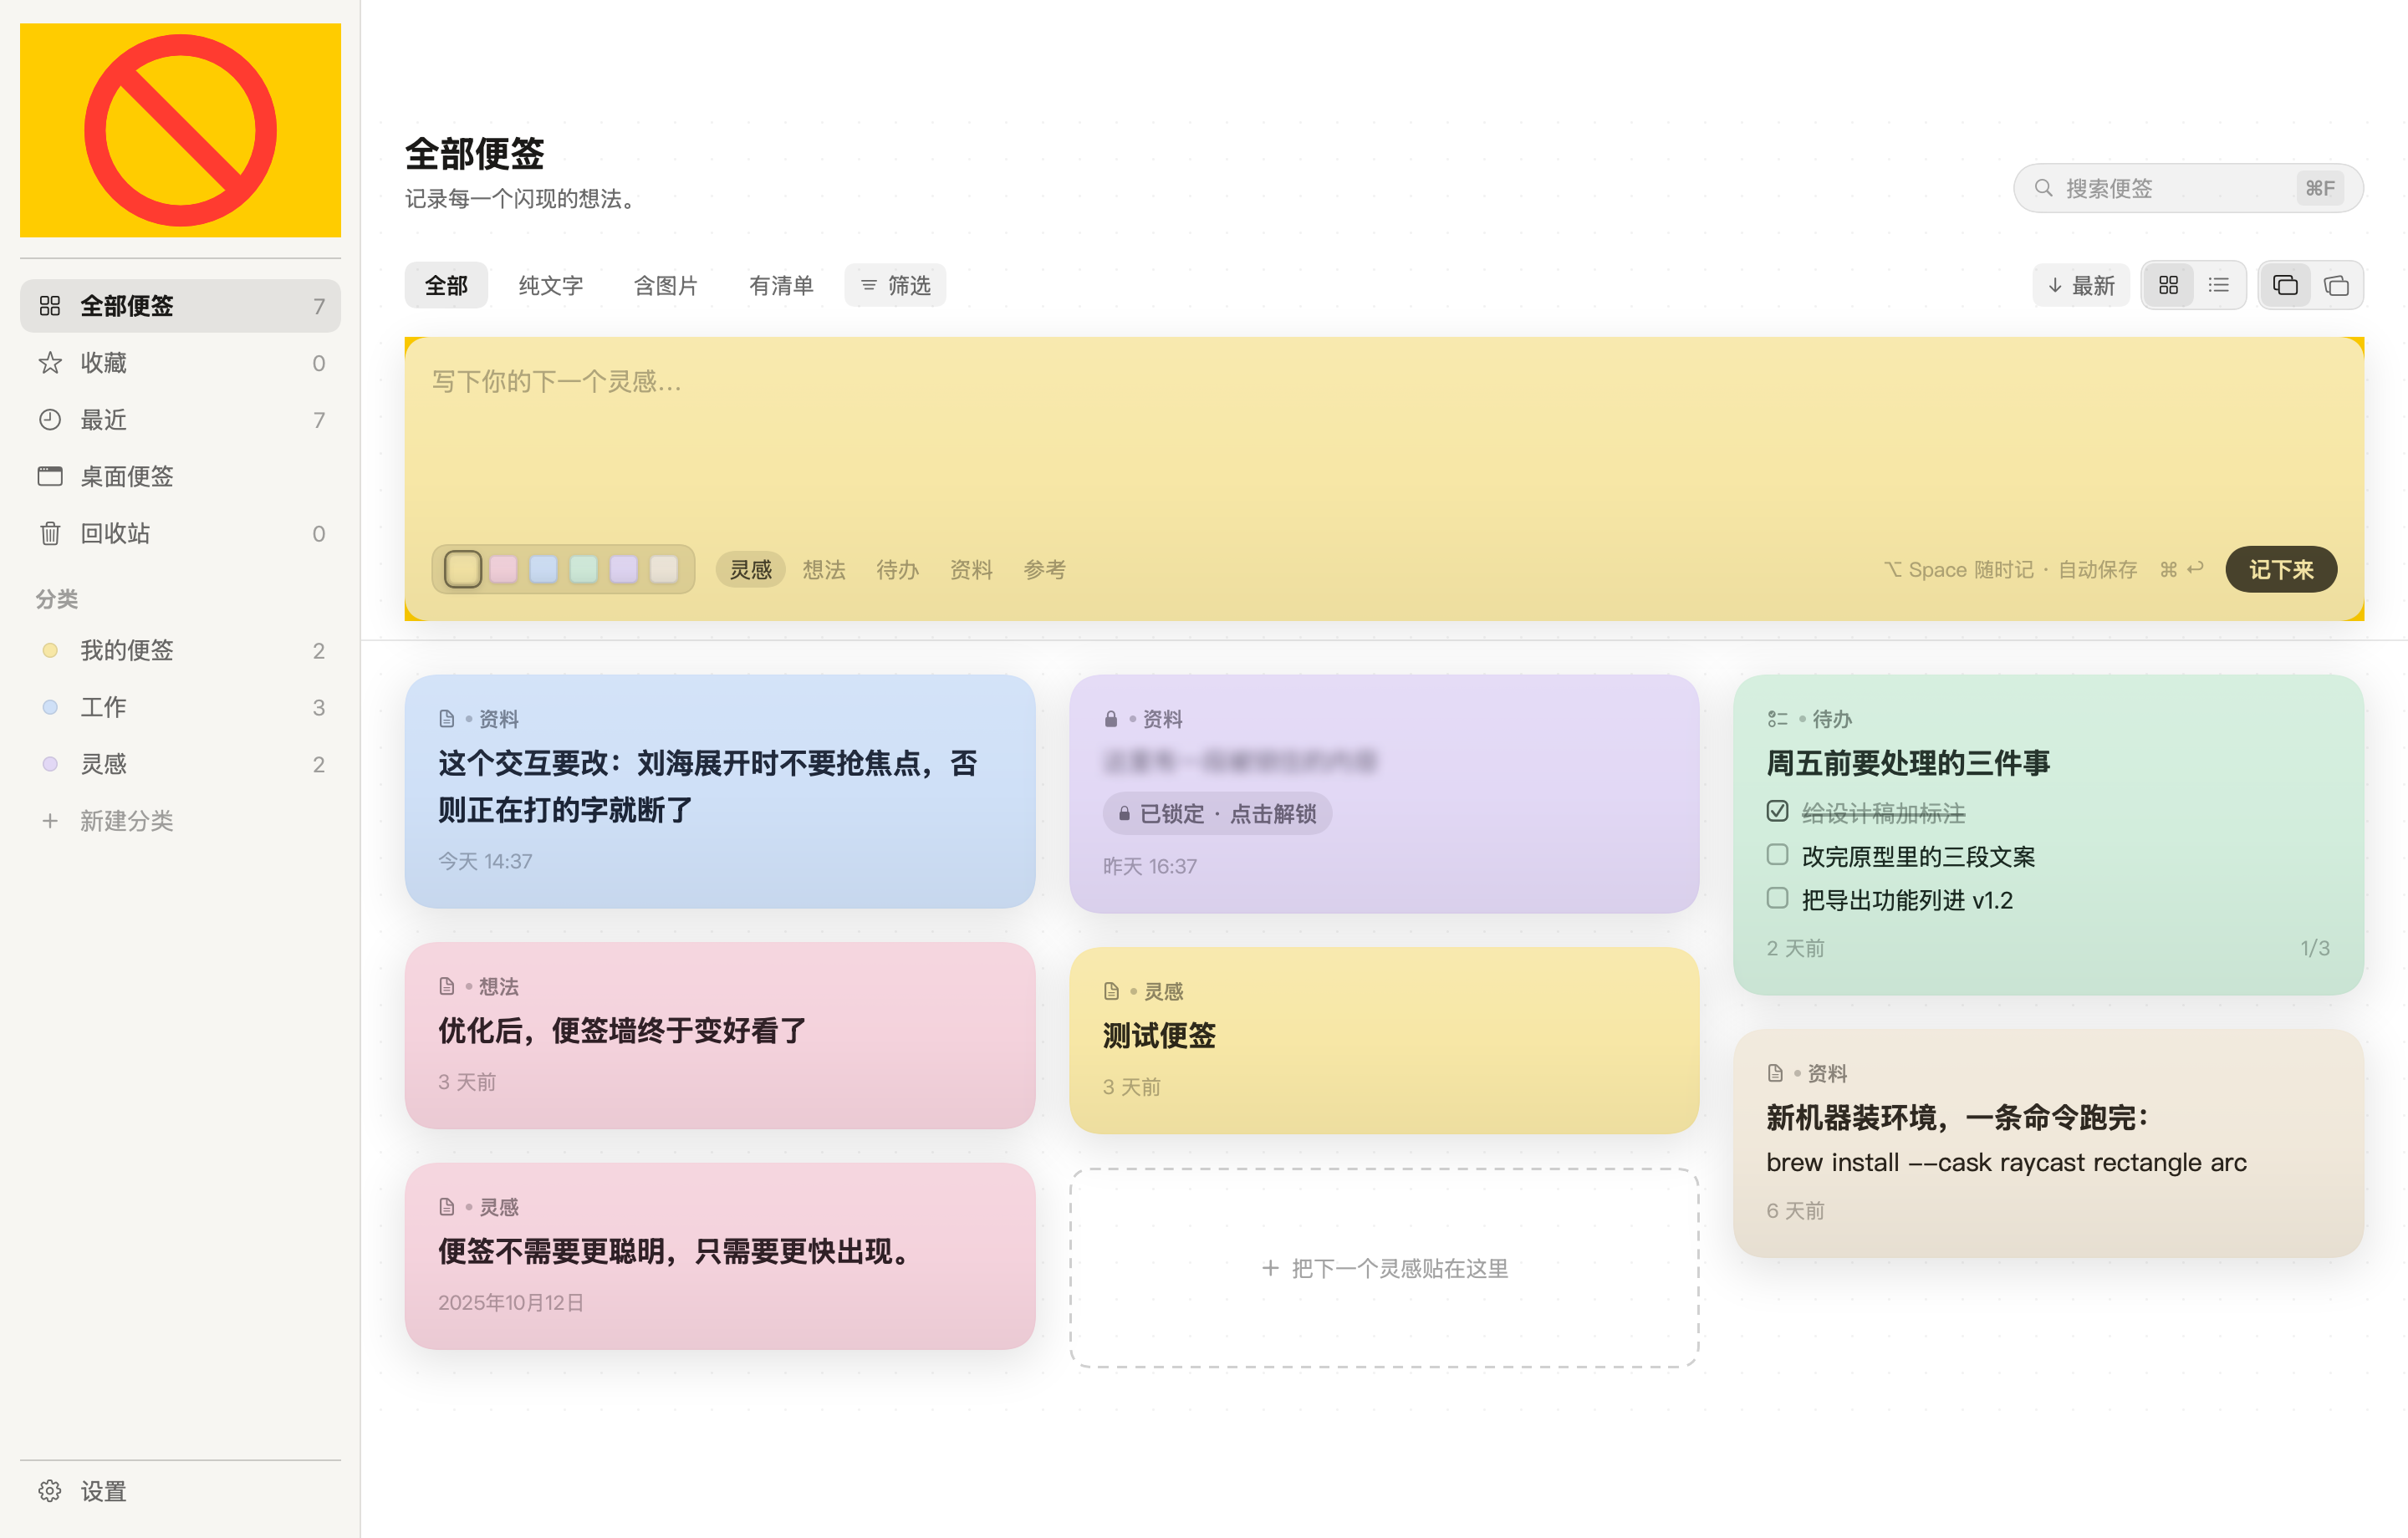 全部便签 7
收藏 0
最近 7
桌面便签
回收站 0
分类
我的便签 2
工作 3
灵感 2
+ 新建分类
设置
全部便签
记录每一个闪现的想法。
搜索便签 ⌘F
全部 纯文字 含图片 有清单 筛选
↓ 最新
写下你的下一个灵感...
灵感 想法 待办 资料 参考
⌥ Space 随时记 · 自动保存 ⌘ ↩ 记下来
• 资料
这个交互要改：刘海展开时不要抢焦点，否
则正在打的字就断了
今天 14:37
• 想法
优化后，便签墙终于变好看了
3 天前
• 灵感
便签不需要更聪明，只需要更快出现。
2025年10月12日
• 资料
已锁定 · 点击解锁
昨天 16:37
• 灵感
测试便签
3 天前
+ 把下一个灵感贴在这里
• 待办
周五前要处理的三件事
给设计稿加标注
改完原型里的三段文案
把导出功能列进 v1.2
2 天前 1/3
• 资料
新机器装环境，一条命令跑完：
brew install --cask raycast rectangle arc
6 天前